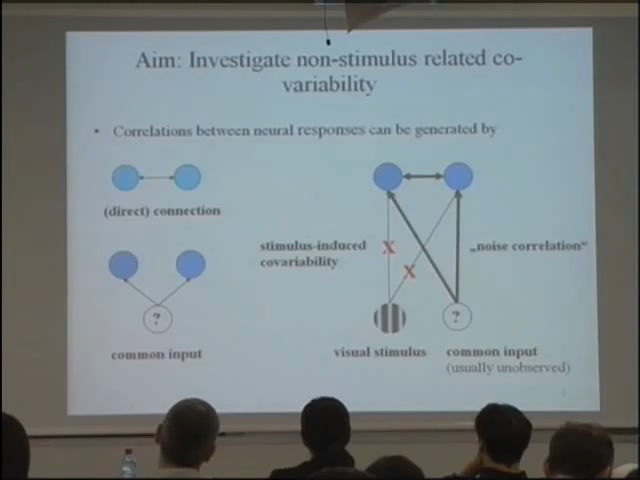 Aim: Investigate non-stimulus related co-
variability
• Correlations between neural responses can be generated by
(direct) connection
stimulus-induced
covariability
X
X
„noise correlation“
?
?
common input
visual stimulus
common input
(usually unobserved)